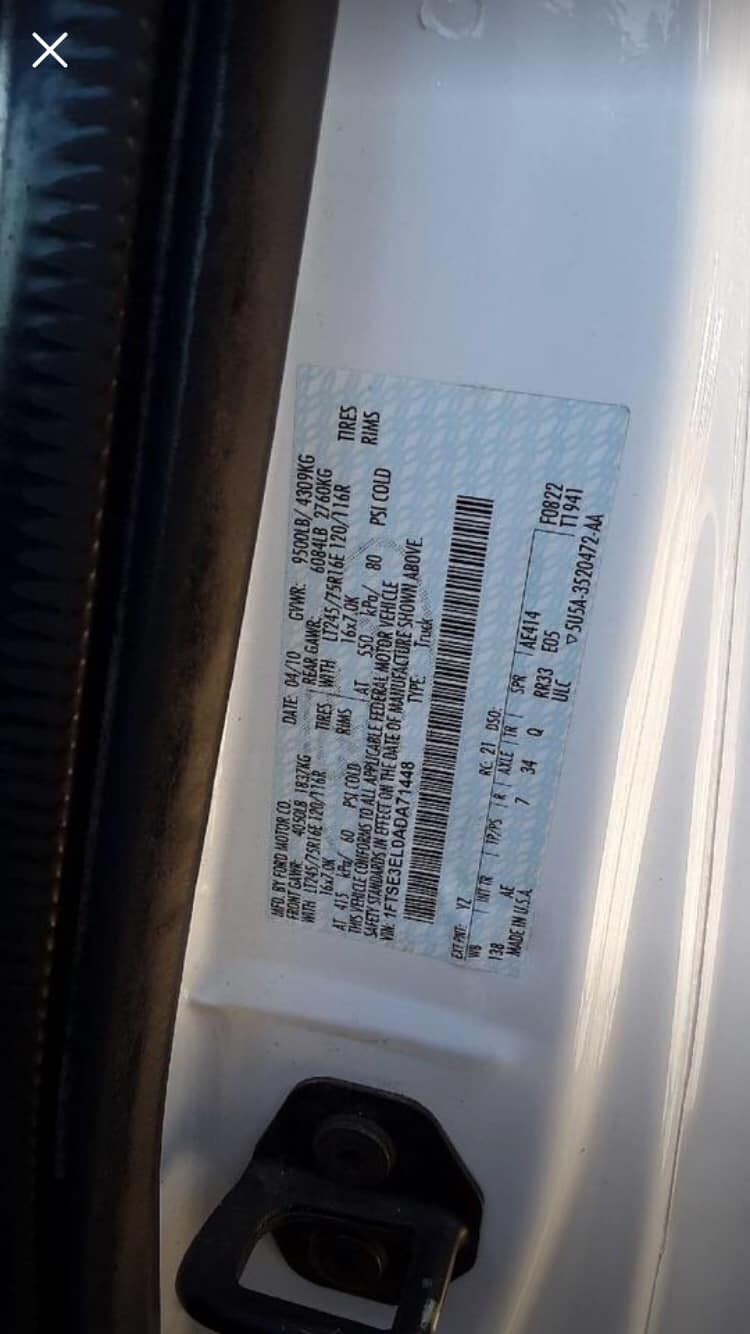 MFD. BY FORD MOTOR CO.
DATE: 04/10 GVWR: 9500LB/ 4309KG
FRONT GAWR: 4050LB 1837KG REAR GAWR: 6084LB 2760KG
WITH LT245/75R16E 120/116R TIRES WITH LT245/75R16E 120/116R TIRES
16x7.0K RIMS 16x7.0K RIMS
AT 415 kPa/ 60 PSI COLD AT 550 kPa/ 80 PSI COLD
THIS VEHICLE CONFORMS TO ALL APPLICABLE FEDERAL MOTOR VEHICLE
SAFETY STANDARDS IN EFFECT ON THE DATE OF MANUFACTURE SHOWN ABOVE.
VIN: 1FTSE3ELDADA71448 TYPE: Truck
EXT PNT: YZ RC: 21 DSO:
WB INT TR TP/PS R AXLE TR SPR AE414 F0822
138 AE 7 34 Q RR33 E05 TT941
MADE IN U.S.A. ULC ▽5U5A-3520472-AA